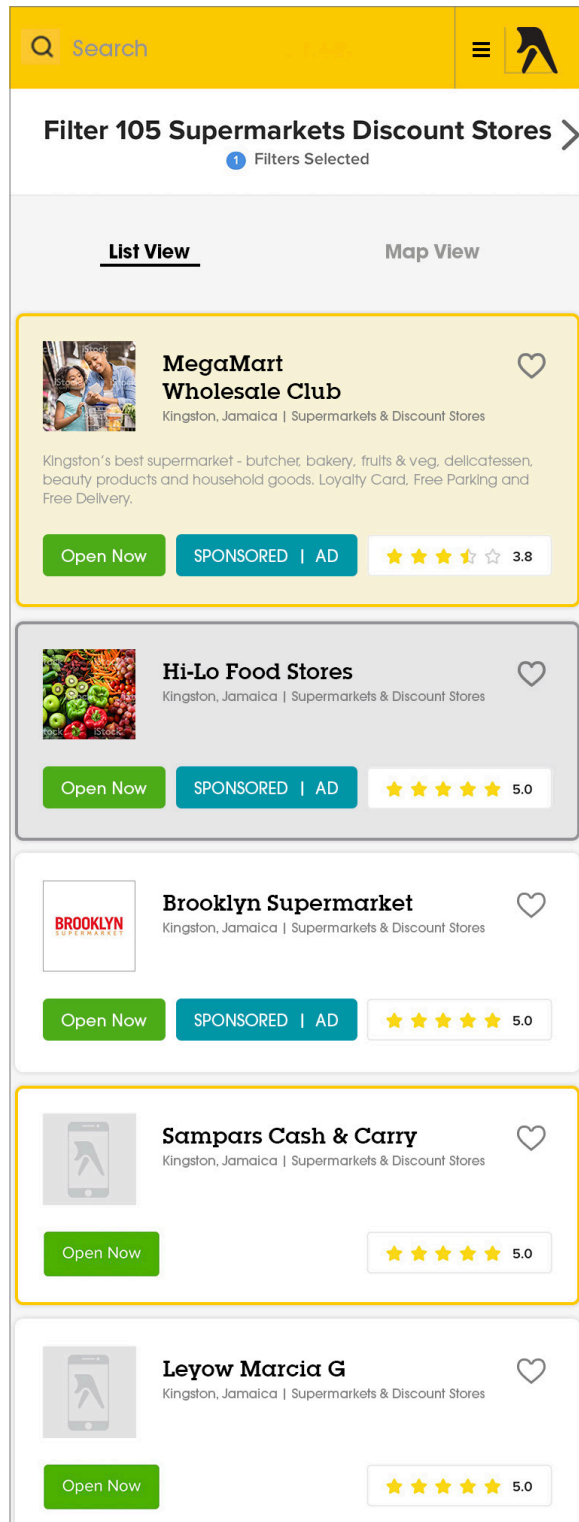 Search
Filter 105 Supermarkets Discount Stores
1 Filters Selected
List View
Map View
iStock
MegaMart
Wholesale Club
Kingston, Jamaica | Supermarkets & Discount Stores
Kingston's best supermarket - butcher, bakery, fruits & veg, delicatessen,
beauty products and household goods. Loyalty Card, Free Parking and
Free Delivery.
Open Now
SPONSORED | AD
3.8
Hi-Lo Food Stores
Kingston, Jamaica | Supermarkets & Discount Stores
iStock
Open Now
SPONSORED | AD
5.0
BROOKLYN
SUPERMARKET
Brooklyn Supermarket
Kingston, Jamaica | Supermarkets & Discount Stores
Open Now
SPONSORED | AD
5.0
Sampars Cash & Carry
Kingston, Jamaica | Supermarkets & Discount Stores
Open Now
5.0
Leyow Marcia G
Kingston, Jamaica | Supermarkets & Discount Stores
Open Now
5.0